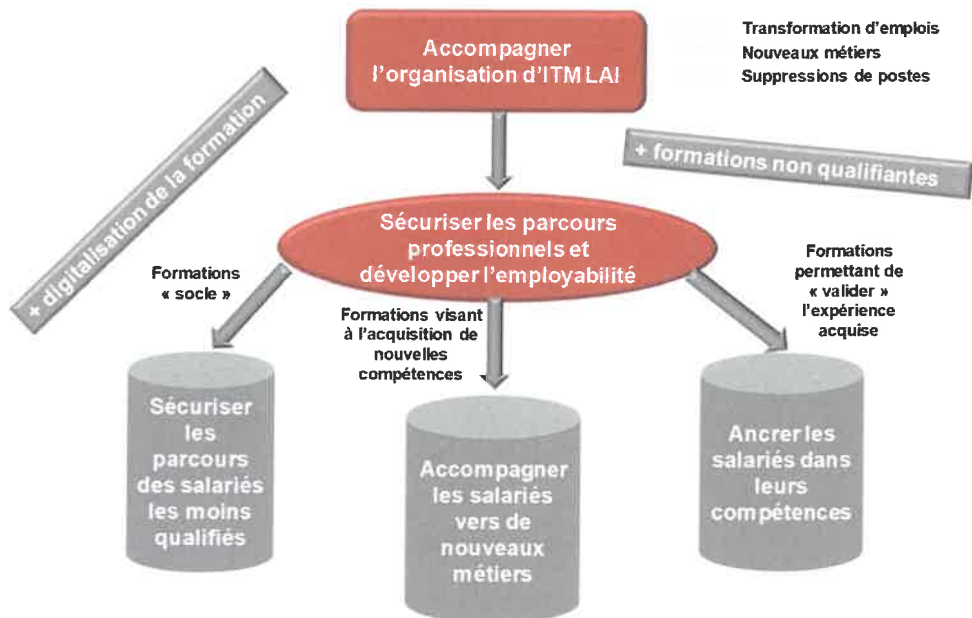 Accompagner
l'organisation d'ITM LAI
Transformation d'emplois
Nouveaux métiers
Suppressions de postes
+ digitalisation de la formation
+ formations non qualifiantes
Sécuriser les parcours
professionnels et
développer l'employabilité
Formations
« socle »
Formations visant
à l'acquisition de
nouvelles
compétences
Formations
permettant de
« valider »
l'expérience
acquise
Sécuriser
les
parcours
des salariés
les moins
qualifiés
Accompagner
les salariés
vers de
nouveaux
métiers
Ancrer les
salariés dans
leurs
compétences